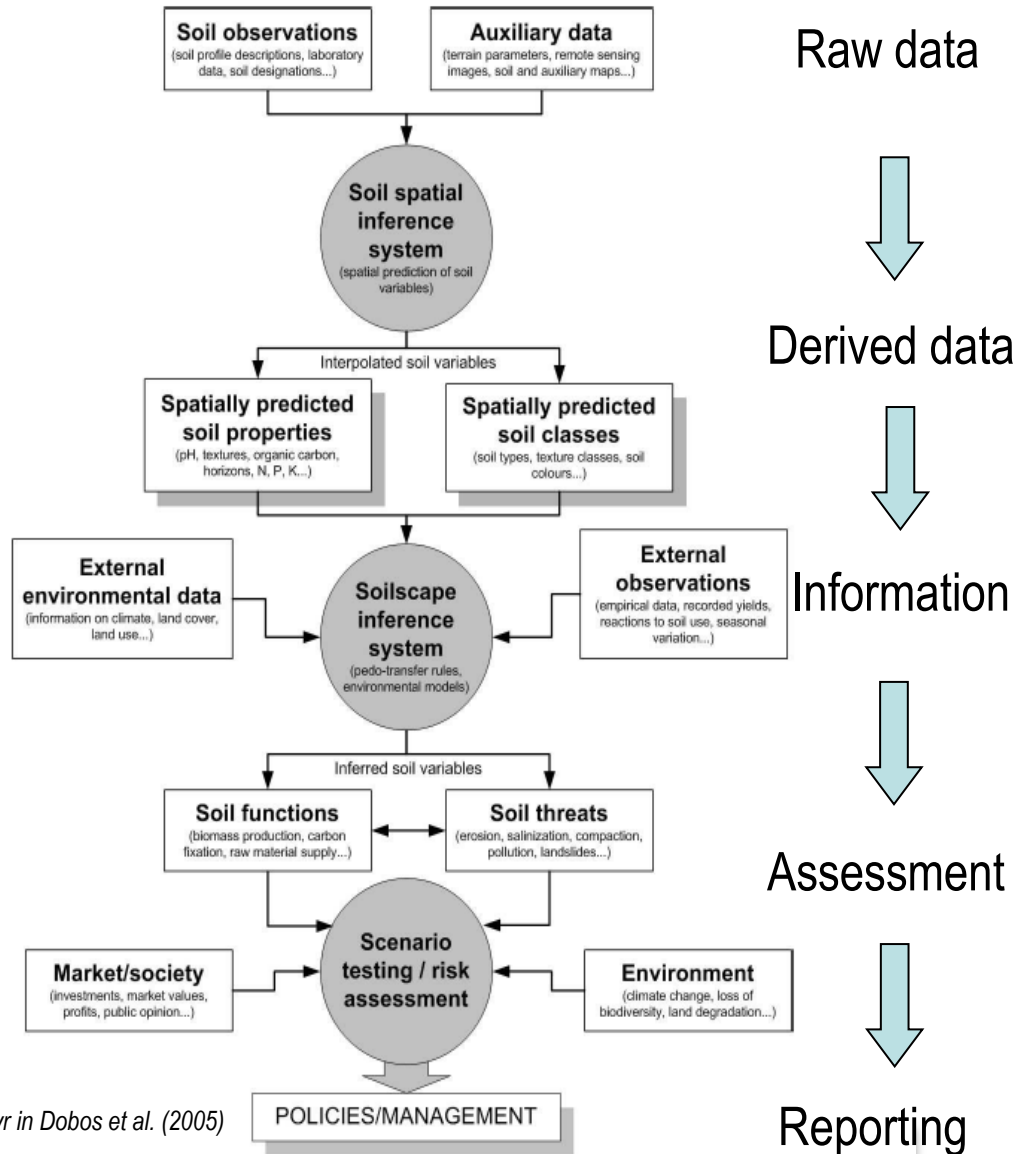 Soil observations
(soil profile descriptions, laboratory
data, soil designations...)
Auxiliary data
(terrain parameters, remote sensing
images, soil and auxiliary maps...)
Raw data
Soil spatial
inference
system
(spatial prediction of soil
variables)
Derived data
Interpolated soil variables
Spatially predicted
soil properties
(pH, textures, organic carbon,
horizons, N, P, K...)
Spatially predicted
soil classes
(soil types, texture classes, soil
colours...)
External
environmental data
(information on climate, land cover,
land use...)
Soilscape
inference
system
(pedo-transfer rules,
environmental models)
External
observations
(empirical data, recorded yields,
reactions to soil use, seasonal
variation...)
Information
Inferred soil variables
Soil functions
(biomass production, carbon
fixation, raw material supply...)
Soil threats
(erosion, salinization, compaction,
pollution, landslides...)
Assessment
Scenario
testing / risk
assessment
Market/society
(investments, market values,
profits, public opinion...)
Environment
(climate change, loss of
biodiversity, land degradation...)
in Dobos et al. (2005)
POLICIES/MANAGEMENT
Reporting